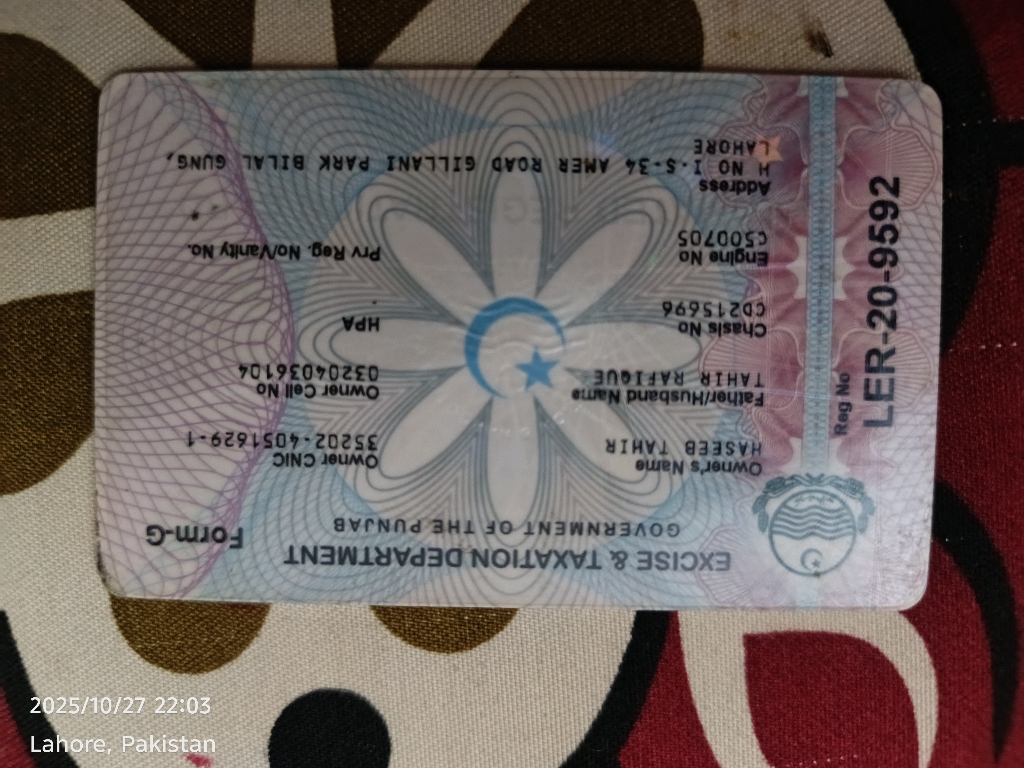 EXCISE & TAXATION DEPARTMENT
GOVERNMENT OF THE PUNJAB
Form-G
Owner's Name
HASEEB TAHIR
Owner CNIC
35202-4051629-1
Father/Husband Name
TAHIR RAFIQUE
Owner Cell No
03204036104
Chasis No
CD215696
HPA
Engine No
C500705
Prv Reg. No/Vanity No.
Address
H NO I.S-34 AMER ROAD GILLANI PARK BILAL GUNG,
LAHORE
Reg No
LER-20-9592
2025/10/27 22:03
Lahore, Pakistan